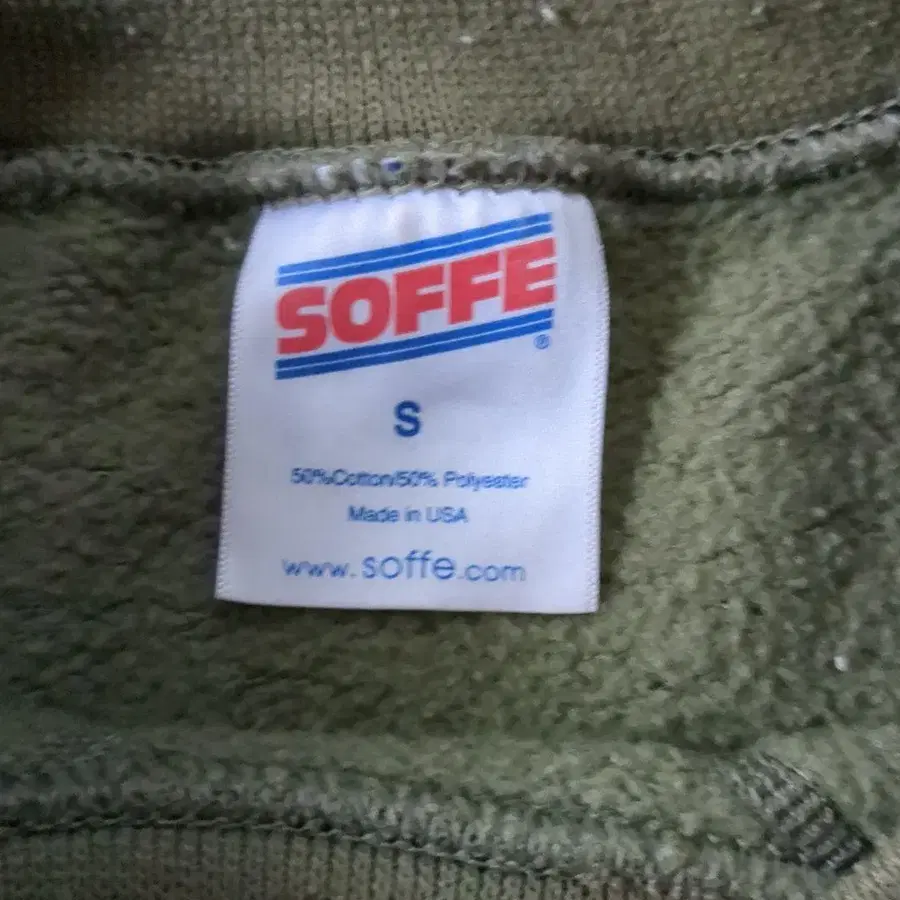 SOFFE
®
S
50%Cotton/50% Polyester
Made in USA
www.soffe.com